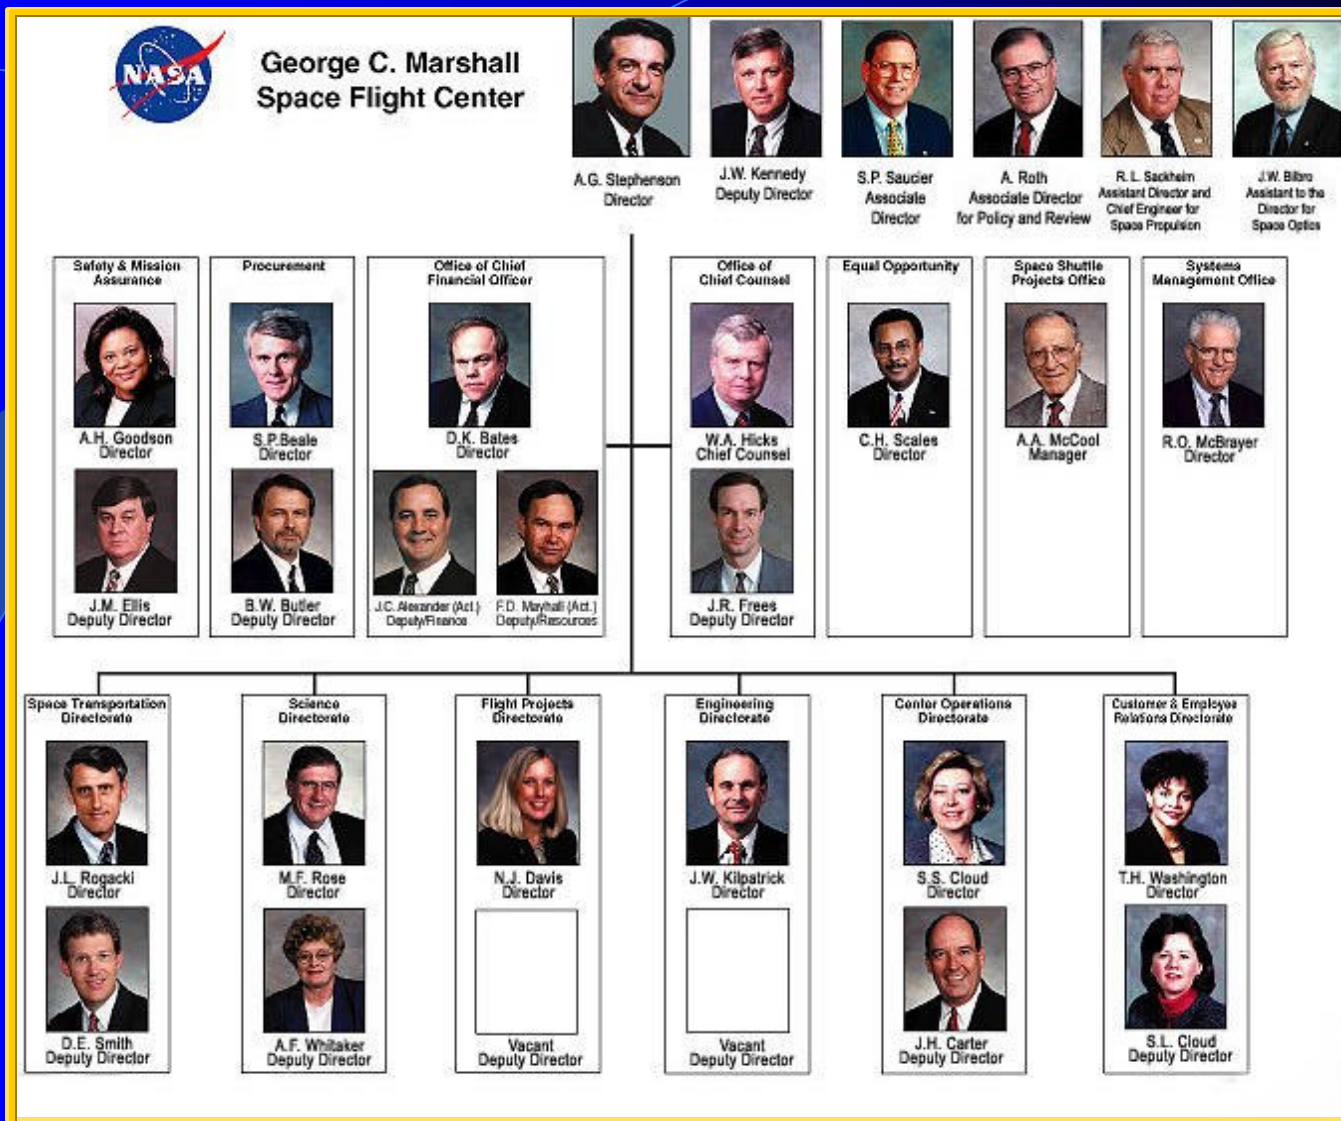 NASA
George C. Marshall
Space Flight Center
A.G. Stephenson
Director
J.W. Kennedy
Deputy Director
S.P. Saucier
Associate
Director
A. Roth
Associate Director
for Policy and Review
R. L. Sackheim
Assistant Director and
Chief Engineer for
Space Propulsion
J.W. Bilbro
Assistant to the
Director for
Space Optics
Safety & Mission
Assurance
A.H. Goodson
Director
J.M. Ellis
Deputy Director
Procurement
S.P.Beale
Director
B.W. Butler
Deputy Director
Office of Chief
Financial Officer
D.K. Bates
Director
J.C. Alexander (Act.)
Deputy/Finance
F.D. Mayhall (Act.)
Deputy/Resources
Office of
Chief Counsel
W.A. Hicks
Chief Counsel
J.R. Frees
Deputy Director
Equal Opportunity
C.H. Scales
Director
Space Shuttle
Projects Office
A.A. McCool
Manager
Systems
Management Office
R.O. McBrayer
Director
Space Transportation
Directorate
J.L. Rogacki
Director
D.E. Smith
Deputy Director
Science
Directorate
M.F. Rose
Director
A.F. Whitaker
Deputy Director
Flight Projects
Directorate
N.J. Davis
Director
Vacant
Deputy Director
Engineering
Directorate
J.W. Kilpatrick
Director
Vacant
Deputy Director
Center Operations
Directorate
S.S. Cloud
Director
J.H. Carter
Deputy Director
Customer & Employee
Relations Directorate
T.H. Washington
Director
S.L. Cloud
Deputy Director